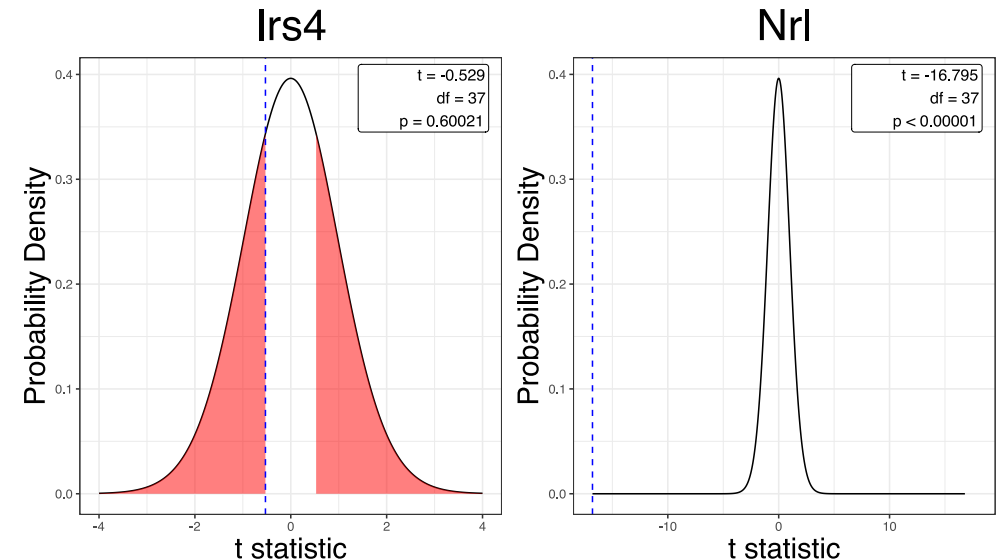 Irs4
Nrl
t = -0.529
df = 37
p = 0.60021
t = -16.795
df = 37
p < 0.00001
Probability Density
0.4
0.3
0.2
0.1
0.0
-4 -2 0 2 4
t statistic
Probability Density
0.4
0.3
0.2
0.1
0.0
-10 0 10
t statistic